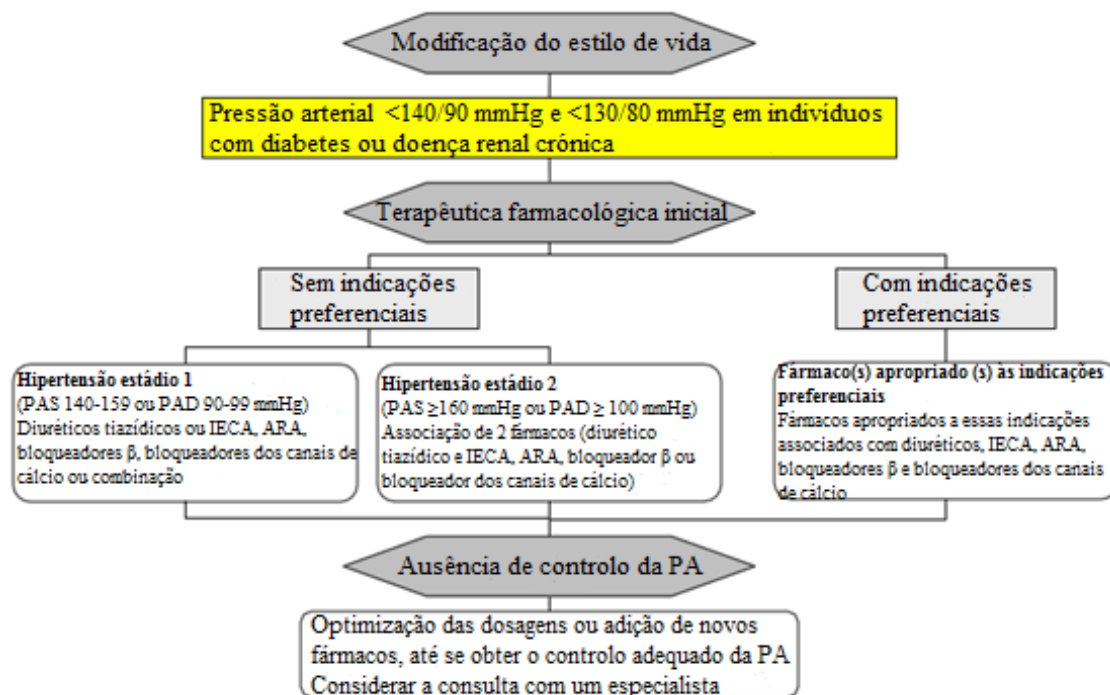 Modificação do estilo de vida
Pressão arterial <140/90 mmHg e <130/80 mmHg em indivíduos
com diabetes ou doença renal crónica
Terapêutica farmacológica inicial
Sem indicações
preferenciais
Com indicações
preferenciais
Hipertensão estádio 1
(PAS 140-159 ou PAD 90-99 mmHg)
Diuréticos tiazídicos ou IECA, ARA,
bloqueadores β, bloqueadores dos canais de
cálcio ou combinação
Hipertensão estádio 2
(PAS ≥160 mmHg ou PAD ≥ 100 mmHg)
Associação de 2 fármacos (diurético
tiazídico e IECA, ARA, bloqueador β ou
bloqueador dos canais de cálcio)
Fármaco(s) apropriado (s) às indicações
preferenciais
Fármacos apropriados a essas indicações
associados com diuréticos, IECA, ARA,
bloqueadores β e bloqueadores dos canais
de cálcio
Ausência de controlo da PA
Optimização das dosagens ou adição de novos
fármacos, até se obter o controlo adequado da PA
Considerar a consulta com um especialista